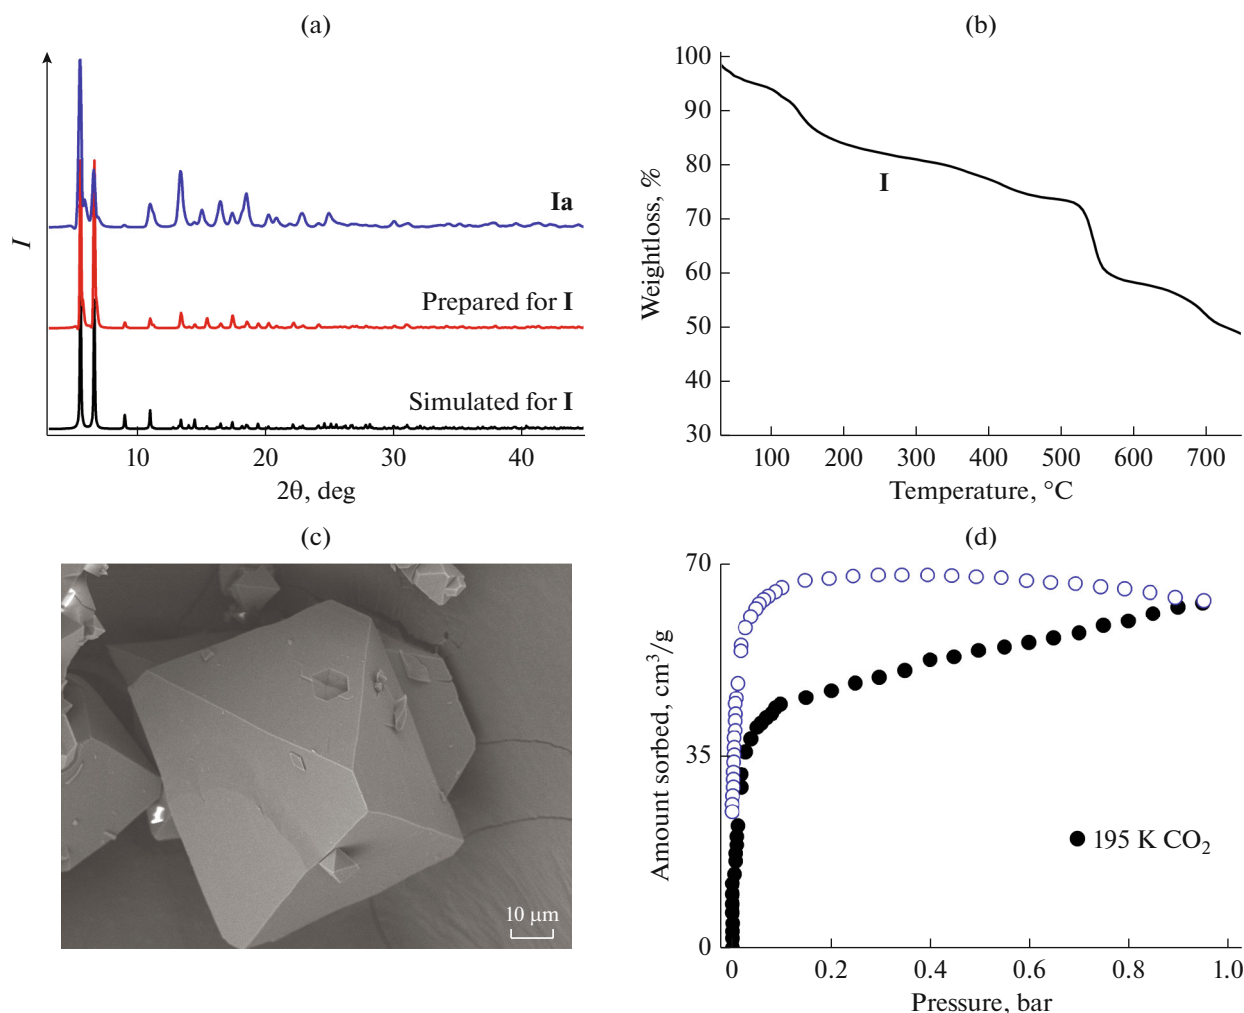 (a)
I
Ia
Prepared for I
Simulated for I
10 20 30 40
2θ, deg
(b)
Weightloss, %
100
90
80
70
60
50
40
30
I
100 200 300 400 500 600 700
Temperature, °C
(c)
10 μm
(d)
Amount sorbed, cm³/g
70
35
0
195 K CO₂
0 0.2 0.4 0.6 0.8 1.0
Pressure, bar